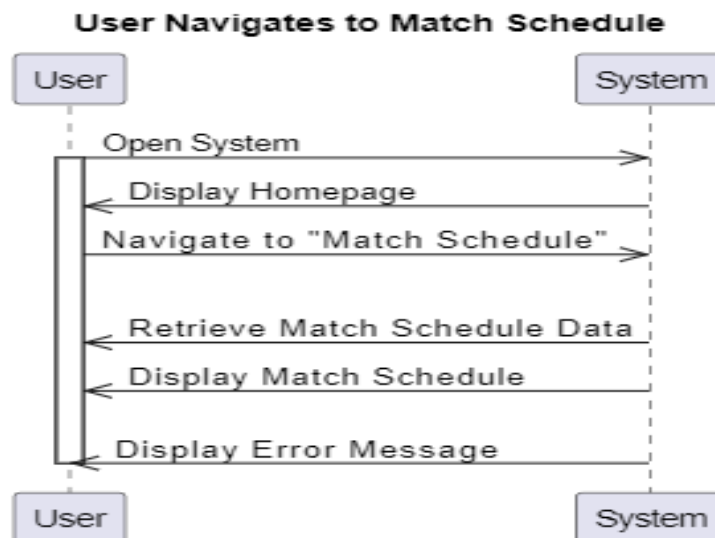 User Navigates to Match Schedule
User System
Open System
Display Homepage
Navigate to "Match Schedule"
Retrieve Match Schedule Data
Display Match Schedule
Display Error Message
User System